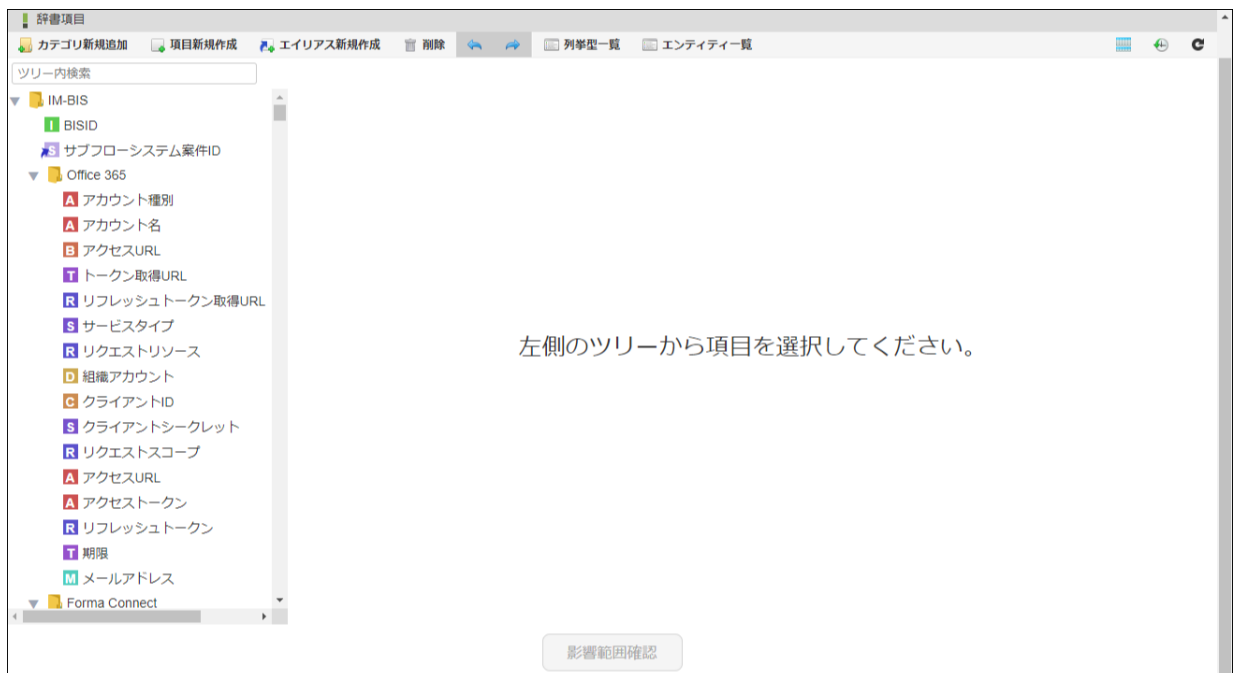 辞書項目
カテゴリ新規追加 項目新規作成 エイリアス新規作成 削除 列挙型一覧 エンティティ一覧
ツリー内検索
IM-BIS
I BISID
S サブフローシステム案件ID
Office 365
A アカウント種別
A アカウント名
B アクセスURL
T トークン取得URL
R リフレッシュトークン取得URL
S サービスタイプ
R リクエストリソース
D 組織アカウント
C クライアントID
S クライアントシークレット
R リクエストスコープ
A アクセスURL
A アクセストークン
R リフレッシュトークン
T 期限
M メールアドレス
Forma Connect
左側のツリーから項目を選択してください。
影響範囲確認